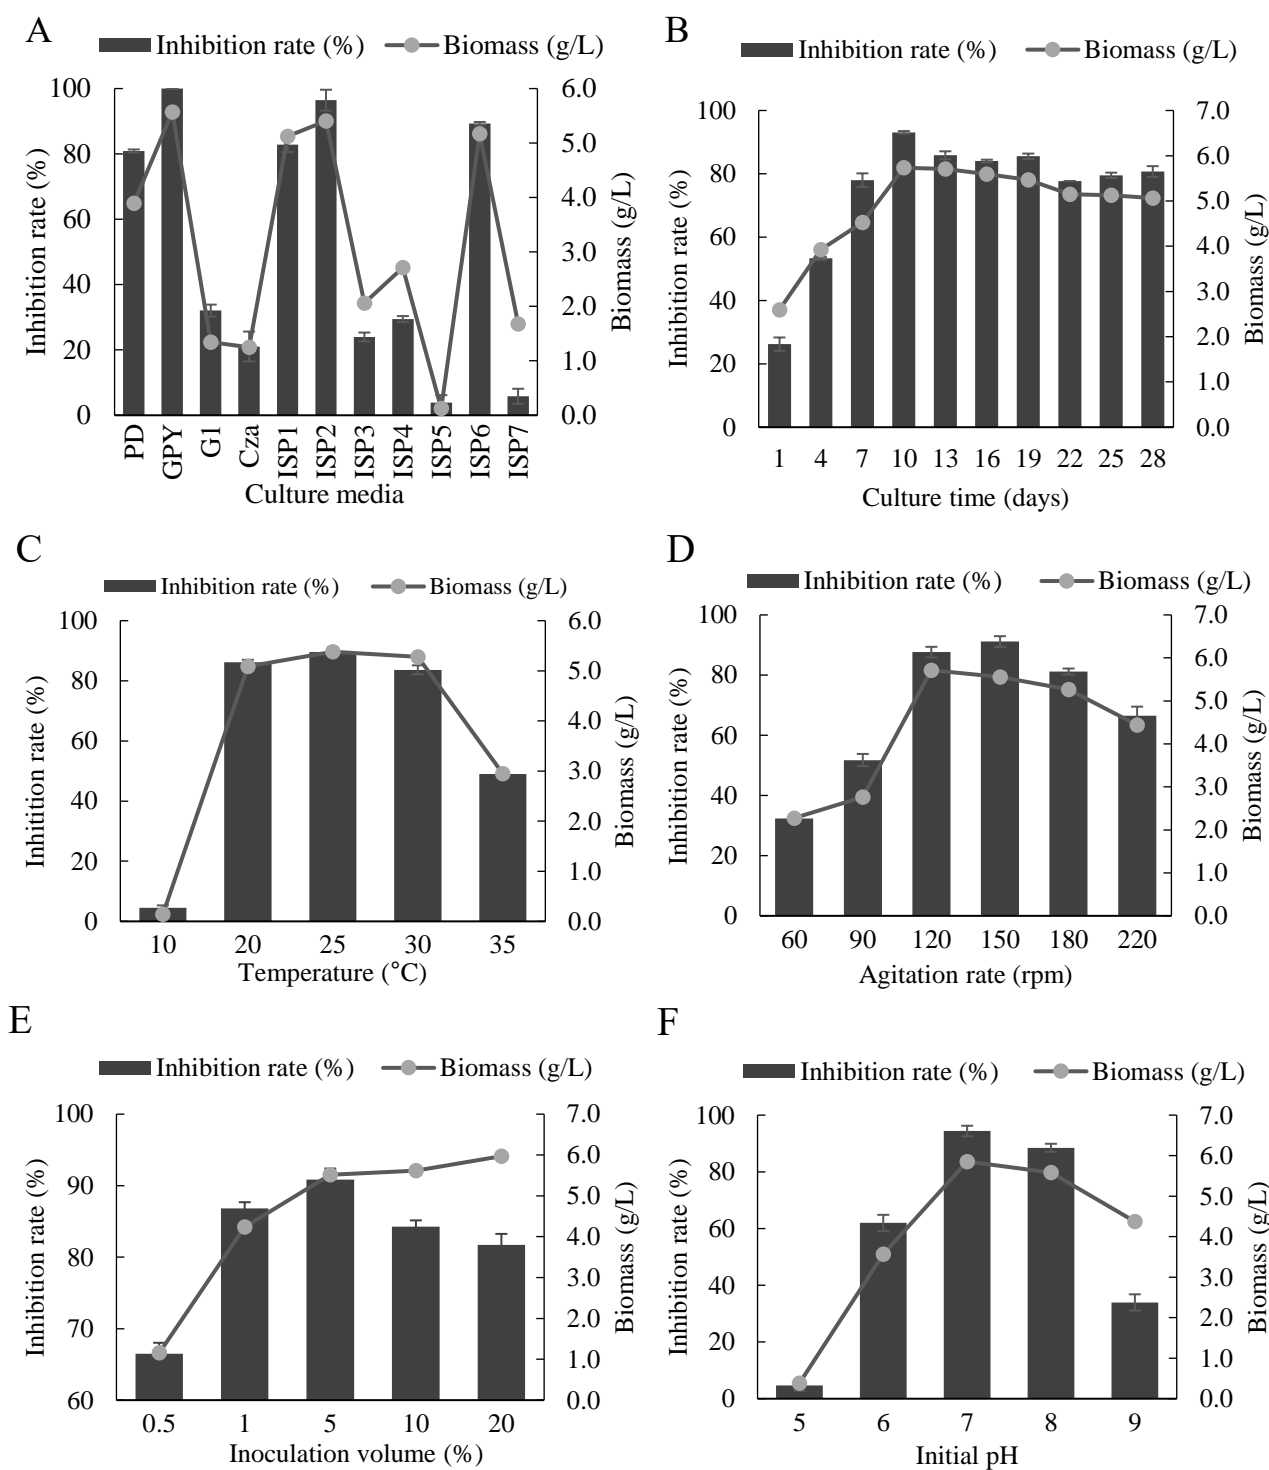 A
Inhibition rate (%) Biomass (g/L)
100 6.0
80 5.0
60 4.0
40 3.0
20 2.0
0 1.0
0.0
Inhibition rate (%)
Biomass (g/L)
PD GPY G1 Cza ISP1 ISP2 ISP3 ISP4 ISP5 ISP6 ISP7
Culture media
B
Inhibition rate (%) Biomass (g/L)
100 7.0
80 6.0
60 5.0
40 4.0
20 3.0
0 2.0
1.0
0.0
Inhibition rate (%)
Biomass (g/L)
1 4 7 10 13 16 19 22 25 28
Culture time (days)
C
Inhibition rate (%) Biomass (g/L)
100 6.0
80 5.0
60 4.0
40 3.0
20 2.0
0 1.0
0.0
Inhitition rate (%)
Biomass (g/L)
10 20 25 30 35
Temperature (°C)
D
Inhibition rate (%) Biomass (g/L)
100 7.0
80 6.0
60 5.0
40 4.0
20 3.0
0 2.0
1.0
0.0
Inhibition rate (%)
Biomass (g/L)
60 90 120 150 180 220
Agitation rate (rpm)
E
Inhibition rate (%) Biomass (g/L)
100 7.0
90 6.0
80 5.0
70 4.0
60 3.0
2.0
1.0
0.0
Inhibition rate (%)
Biomass (g/L)
0.5 1 5 10 20
Inoculation volume (%)
F
Inhibition rate (%) Biomass (g/L)
100 7.0
80 6.0
60 5.0
40 4.0
20 3.0
0 2.0
1.0
0.0
Inhibition rate (%)
Biomass (g/L)
5 6 7 8 9
Initial pH